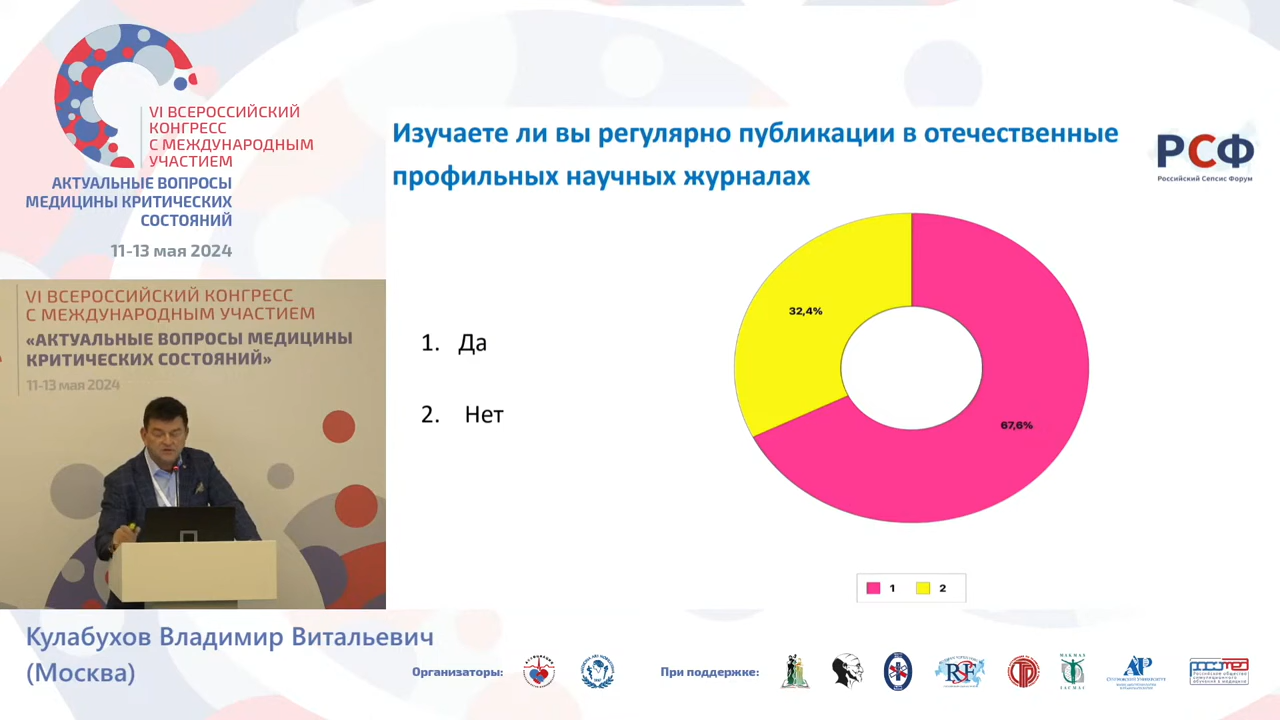 VI ВСЕРОССИЙСКИЙ
КОНГРЕСС
С МЕЖДУНАРОДНЫМ
УЧАСТИЕМ
АКТУАЛЬНЫЕ ВОПРОСЫ
МЕДИЦИНЫ КРИТИЧЕСКИХ
СОСТОЯНИЙ
11-13 мая 2024
VI ВСЕРОССИЙСКИЙ КОНГРЕСС
С МЕЖДУНАРОДНЫМ УЧАСТИЕМ
«АКТУАЛЬНЫЕ ВОПРОСЫ МЕДИЦИНЫ
КРИТИЧЕСКИХ СОСТОЯНИЙ»
11-13 мая 2024
Изучаете ли вы регулярно публикации в отечественные
профильных научных журналах
РСФ
Российский Сепсис Форум
1. Да
2. Нет
32,4%
67,6%
1 2
Кулабухов Владимир Витальевич
(Москва)
Организаторы:
При поддержке: